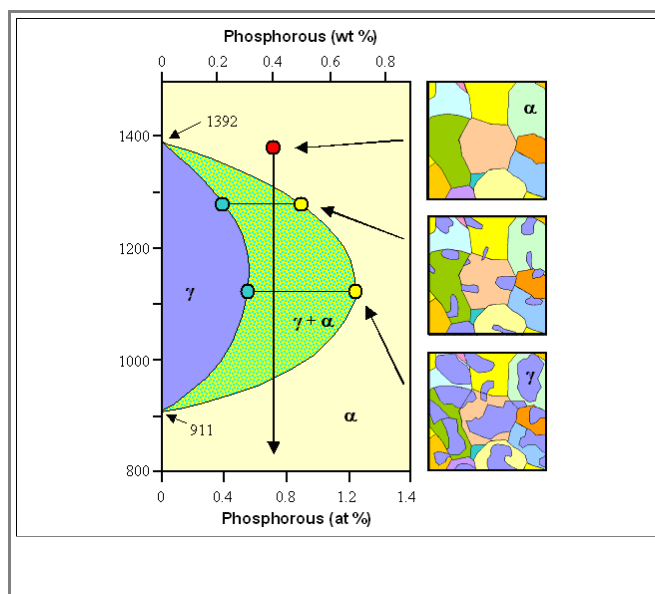 Phosphorous (wt %)
0 0.2 0.4 0.6 0.8
1392
1400
α
1200
γ
γ + α
γ
1000
α
911
800
0 0.4 0.8 1.2 1.4
Phosphorous (at %)